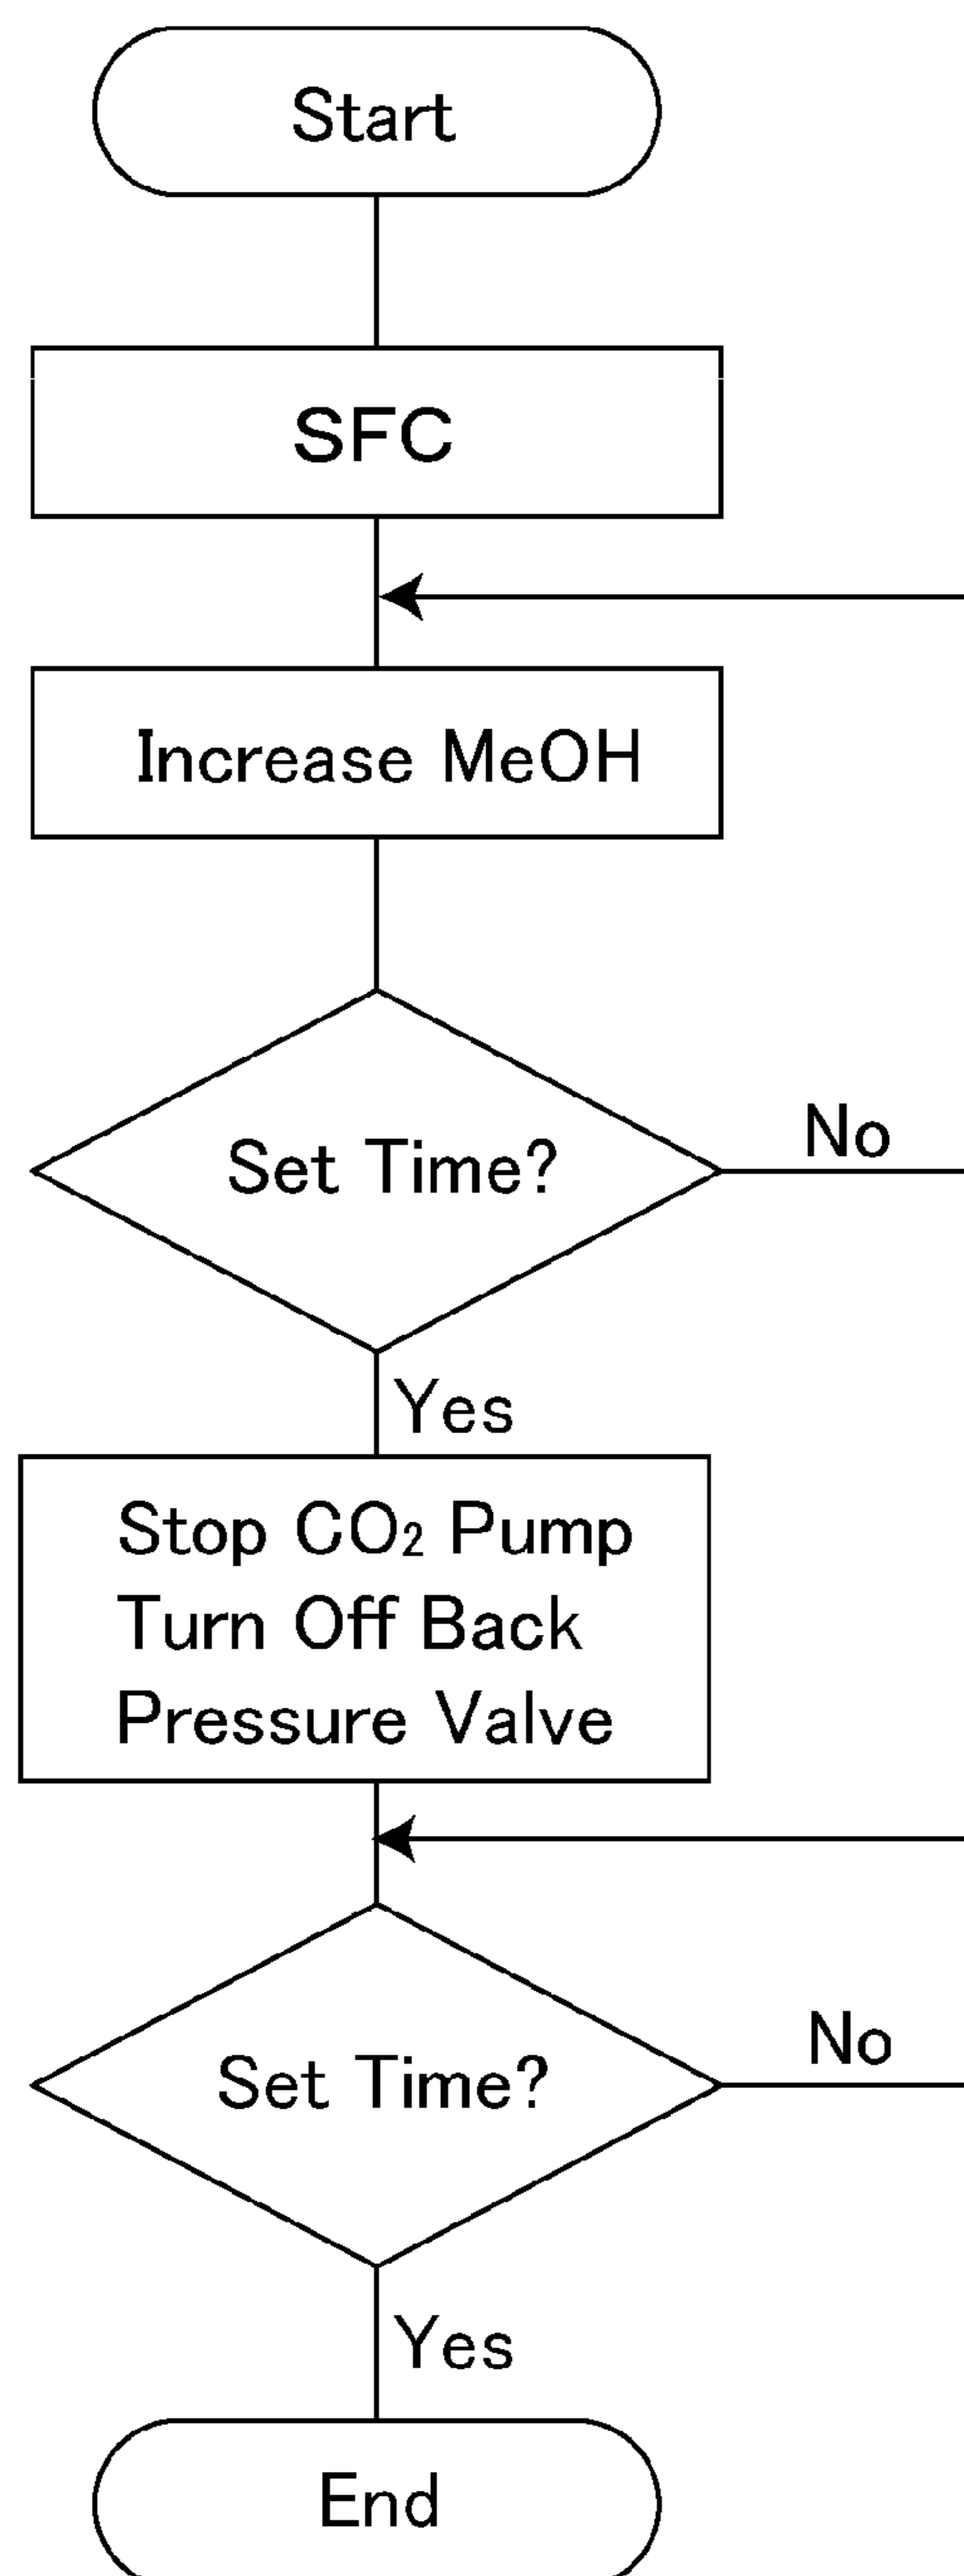 Start
SFC
Increase MeOH
Set Time?
No
Yes
Stop CO₂ Pump
Turn Off Back
Pressure Valve
Set Time?
No
Yes
End